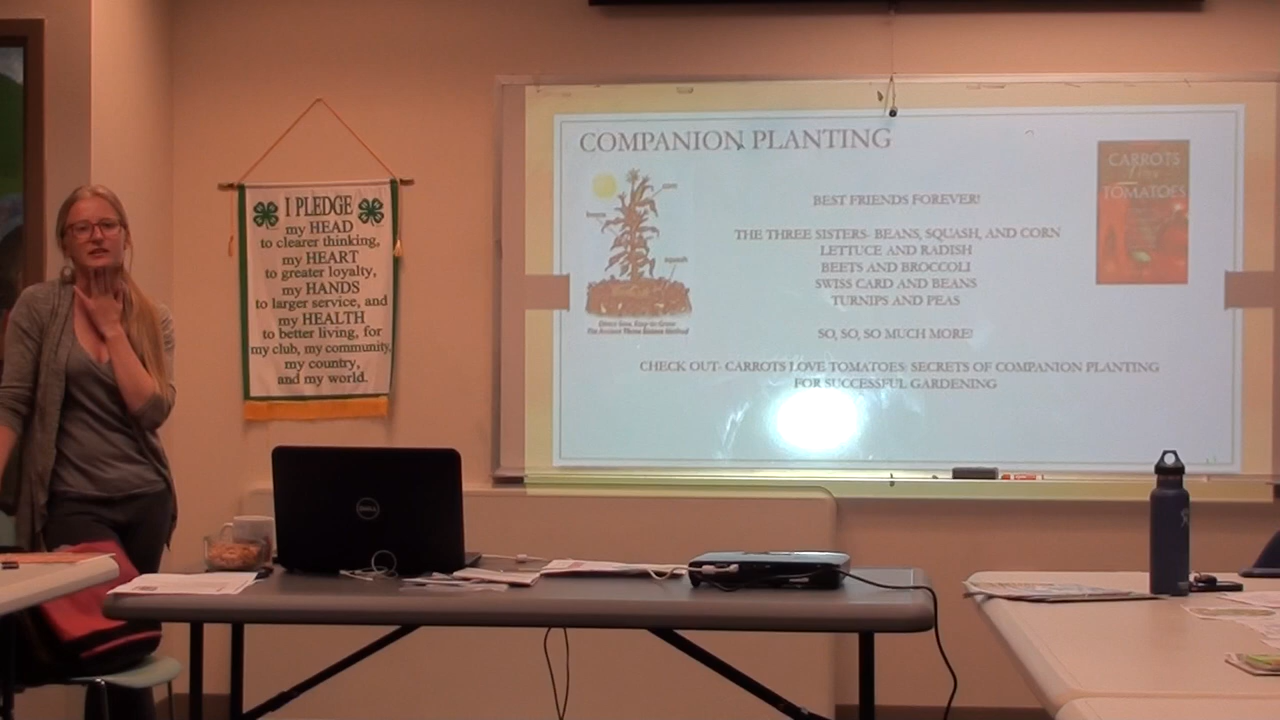 I PLEDGE
my HEAD
to clearer thinking,
my HEART
to greater loyalty,
my HANDS
to larger service, and
my HEALTH
to better living, for
my club, my community,
my country,
and my world.
COMPANION PLANTING
corn
beans
squash
BEST FRIENDS FOREVER!
THE THREE SISTERS- BEANS, SQUASH, AND CORN
LETTUCE AND RADISH
BEETS AND BROCCOLI
SWISS CARD AND BEANS
TURNIPS AND PEAS
SO, SO, SO MUCH MORE!
CHECK OUT- CARROTS LOVE TOMATOES: SECRETS OF COMPANION PLANTING
FOR SUCCESSFUL GARDENING
CARROTS
TOMATOES
DELL